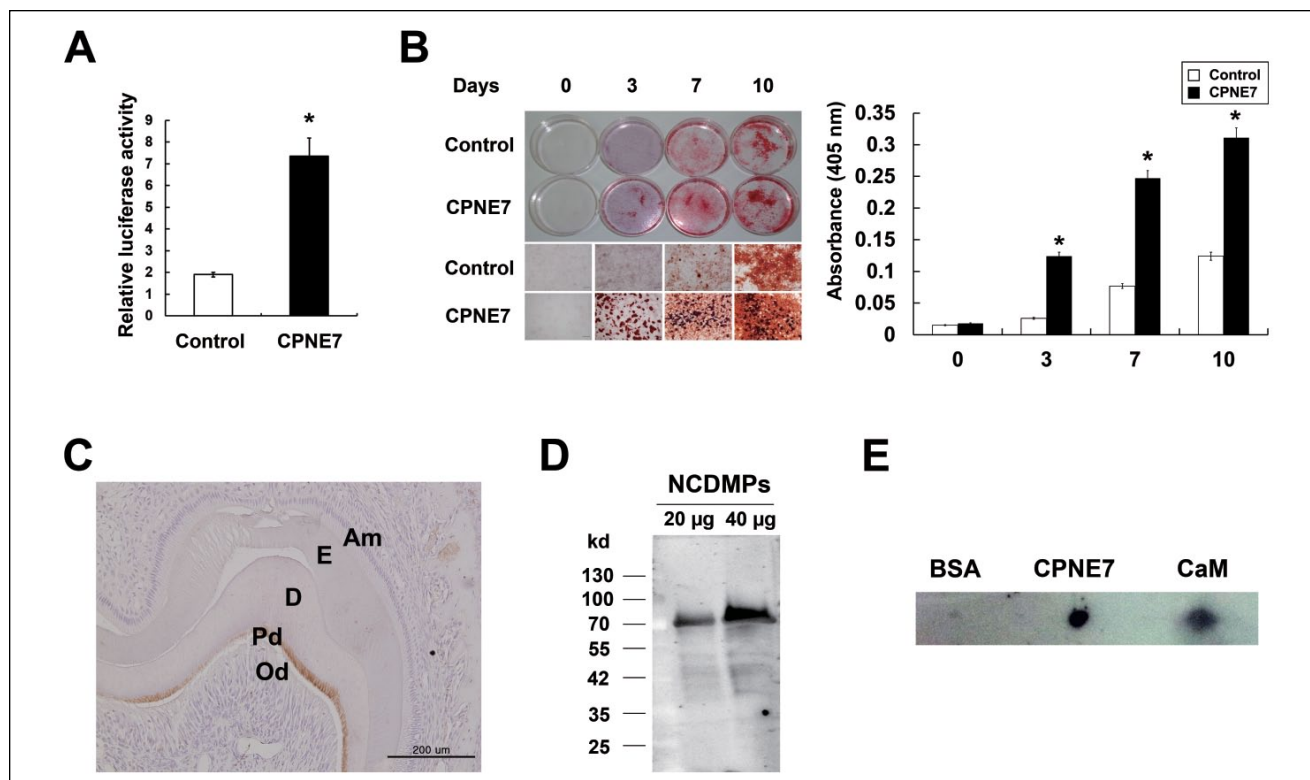 A
Relative luciferase activity
9
8
7
6
5
4
3
2
1
0
*
Control CPNE7
B
Days 0 3 7 10
Control
CPNE7
Control
CPNE7
Control
CPNE7
Absorbance (405 nm)
0.35
0.3
0.25
0.2
0.15
0.1
0.05
0
* * *
0 3 7 10
C
Am
E
D
Pd
Od
200 um
D
NCDMPs
20 µg 40 µg
kd
130
100
70
55
42
35
25
E
BSA CPNE7 CaM